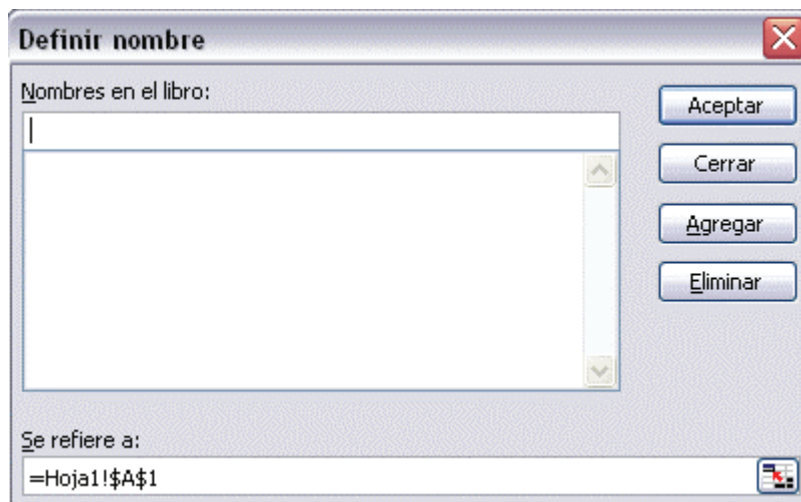 Definir nombre
Nombres en el libro:
Aceptar
Cerrar
Agregar
Eliminar
Se refiere a:
=Hoja1!$A$1